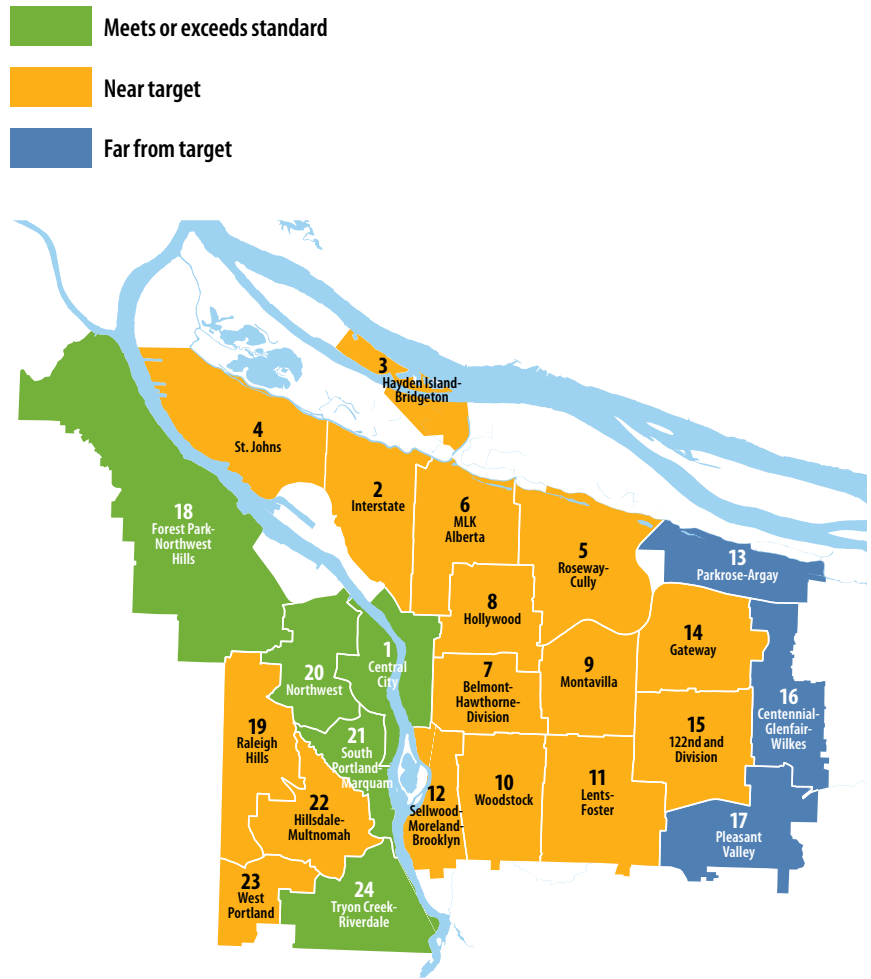 Meets or exceeds standard
Near target
Far from target
3
Hayden Island-
Bridgeton
4
St. Johns
2
Interstate
6
MLK
Alberta
18
Forest Park-
Northwest
Hills
5
Roseway-
Cully
13
Parkrose-Argay
8
Hollywood
14
Gateway
1
Central
City
20
Northwest
7
Belmont-
Hawthorne-
Division
9
Montavilla
16
Centennial-
Glenfair-
Wilkes
19
Raleigh
Hills
21
South
Portland-
Marquam
15
122nd and
Division
22
Hillsdale-
Multnomah
12
Sellwood-
Moreland-
Brooklyn
10
Woodstock
11
Lents-
Foster
17
Pleasant
Valley
23
West
Portland
24
Tryon Creek-
Riverdale